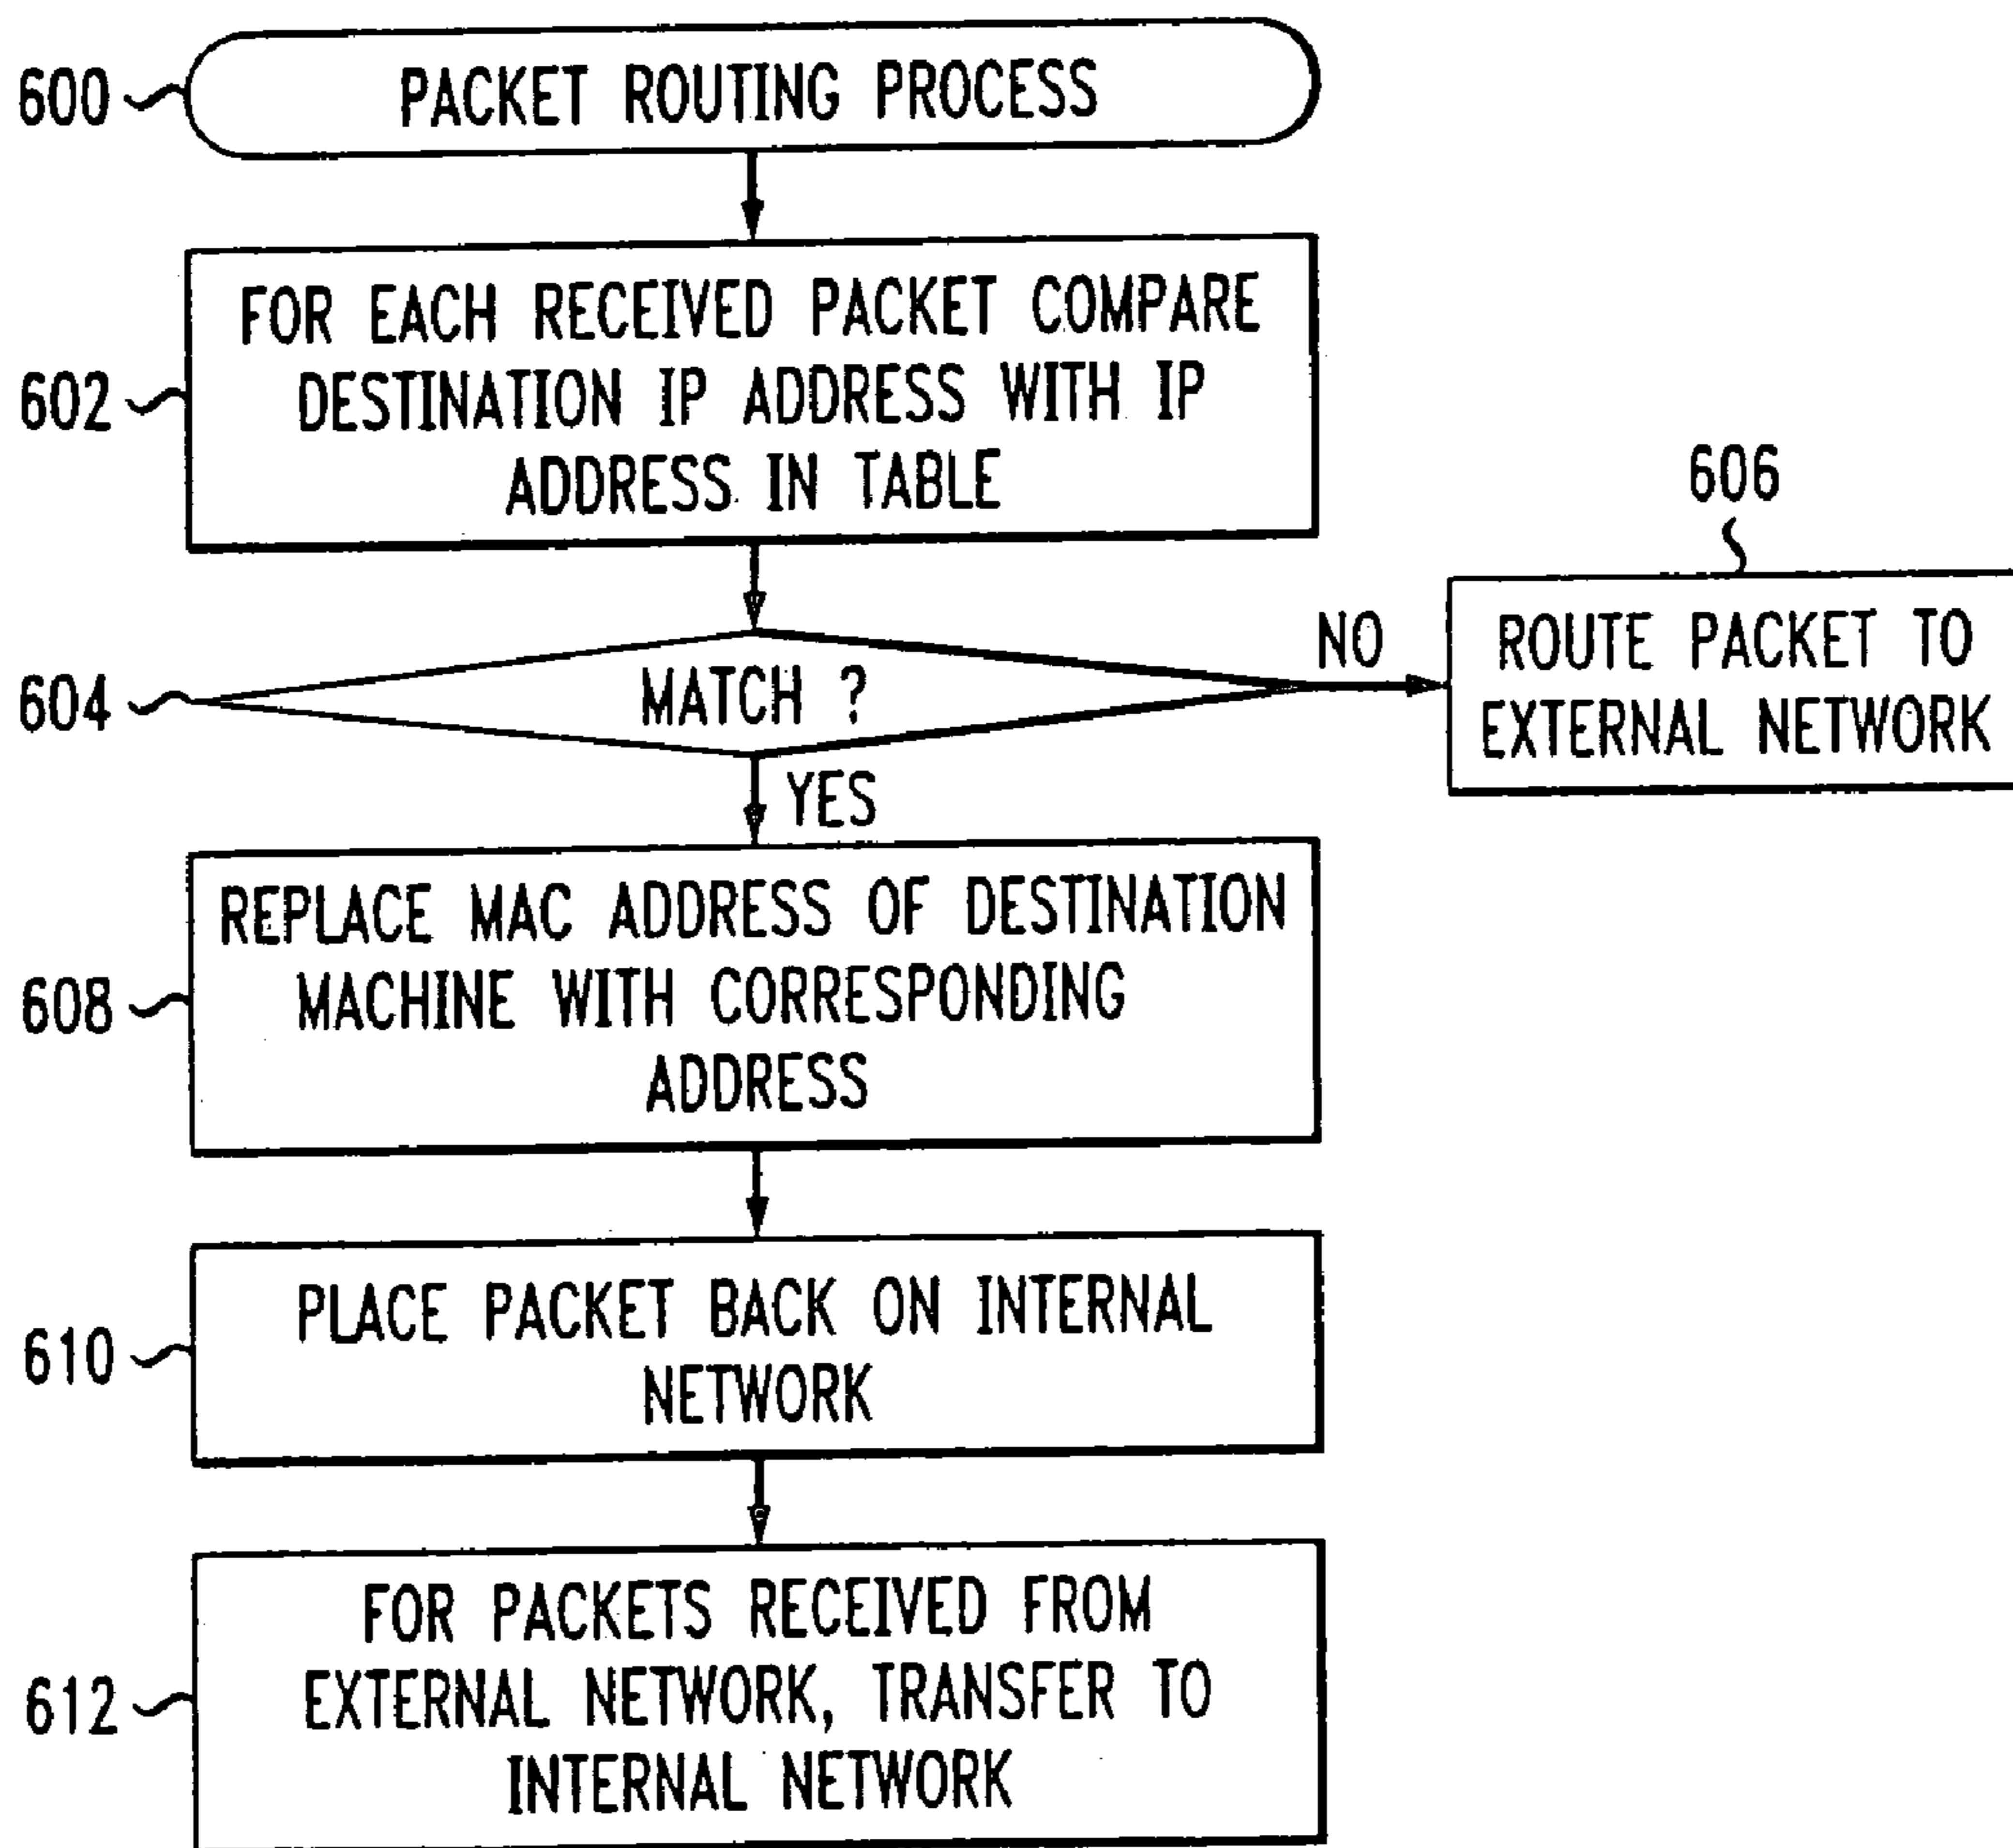 600
PACKET ROUTING PROCESS
602
FOR EACH RECEIVED PACKET COMPARE
DESTINATION IP ADDRESS WITH IP
ADDRESS IN TABLE
604
MATCH ?
NO
606
ROUTE PACKET TO
EXTERNAL NETWORK
YES
608
REPLACE MAC ADDRESS OF DESTINATION
MACHINE WITH CORRESPONDING
ADDRESS
610
PLACE PACKET BACK ON INTERNAL
NETWORK
612
FOR PACKETS RECEIVED FROM
EXTERNAL NETWORK, TRANSFER TO
INTERNAL NETWORK